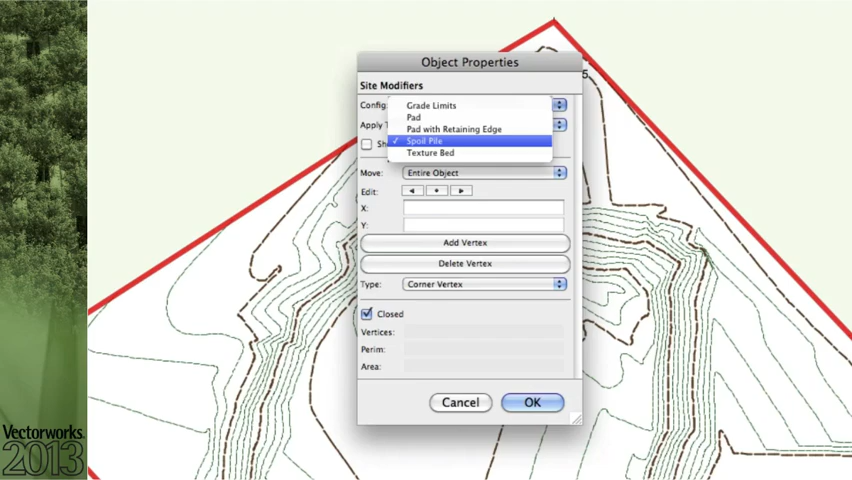 Object Properties
5
Site Modifiers
Config:
Grade Limits
Pad
Apply T
Pad with Retaining Edge
✓ Spoil Pile
Sh
Texture Bed
Move: Entire Object
Edit:
X:
Y:
Add Vertex
Delete Vertex
Type: Corner Vertex
Closed
Vertices:
Perim:
Area:
Cancel OK
Vectorworks
2013